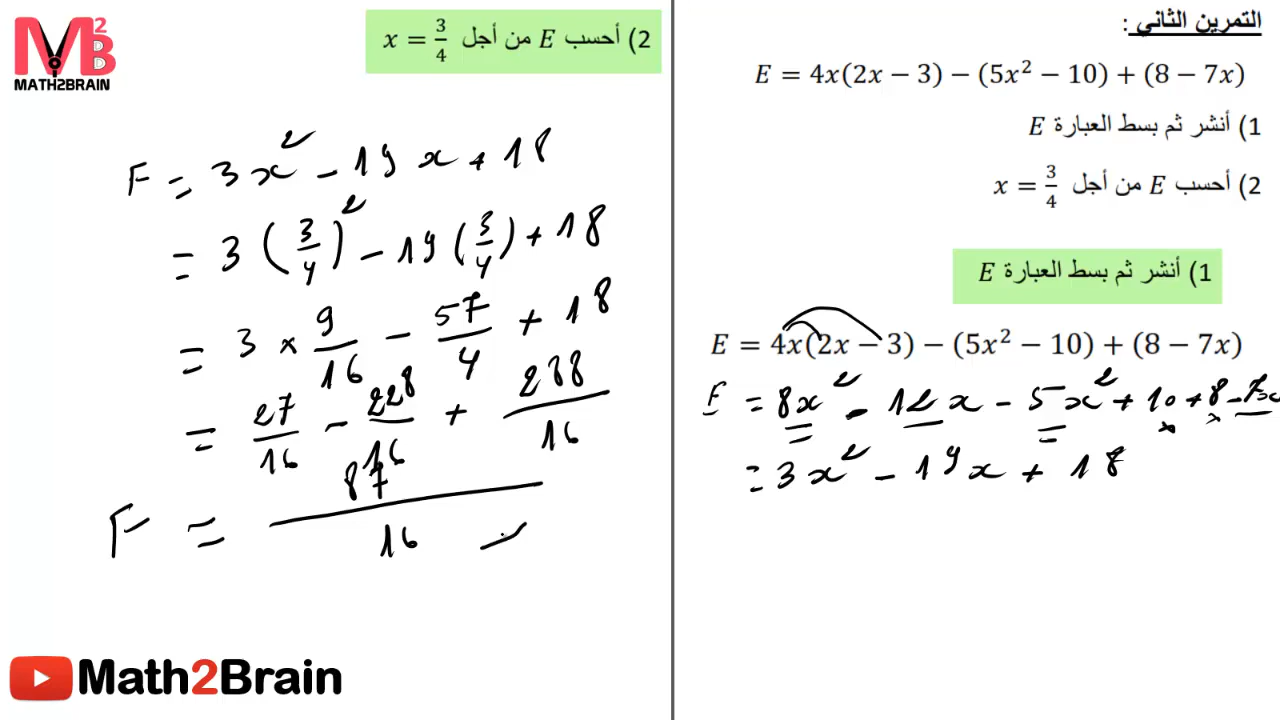 التمرين الثاني :
E = 4x(2x − 3) − (5x² − 10) + (8 − 7x)
1) أنشر ثم بسط العبارة E
2) أحسب E من أجل x = 3/4
1) أنشر ثم بسط العبارة E
E = 4x(2x − 3) − (5x² − 10) + (8 − 7x)
E = 8x² - 12x - 5x² + 10 + 8 - 7x
= 3x² - 19x + 18
M2B
MATH2BRAIN
2) أحسب E من أجل x = 3/4
F = 3x² - 19x + 18
= 3(3/4)² - 19(3/4) + 18
= 3 × 9/16 - 57/4 + 18
= 27/16 - 228/16 + 288/16
F = 87/16
Math2Brain